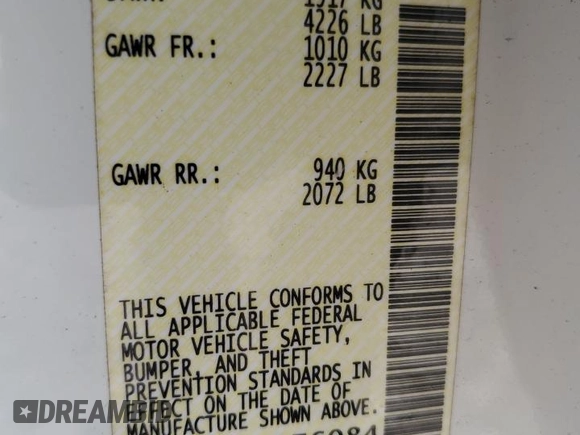 1917 KG
4226 LB
GAWR FR.: 1010 KG
2227 LB
GAWR RR.: 940 KG
2072 LB
THIS VEHICLE CONFORMS TO
ALL APPLICABLE FEDERAL
MOTOR VEHICLE SAFETY,
BUMPER, AND THEFT
PREVENTION STANDARDS IN
EFFECT ON THE DATE OF
MANUFACTURE SHOWN ABOVE.